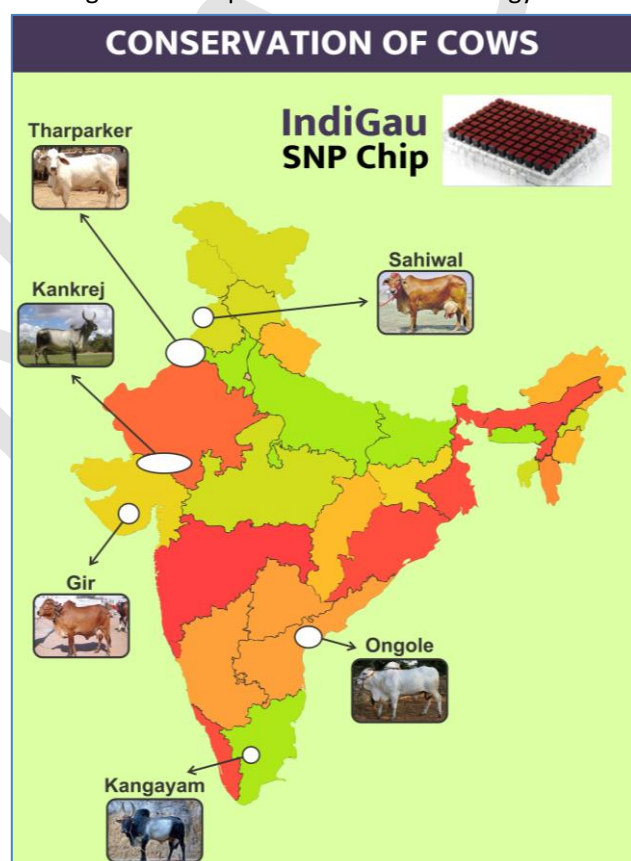 CONSERVATION OF COWS
Tharparker
IndiGau
SNP Chip
Kankrej
Sahiwal
Gir
Ongole
Kangayam